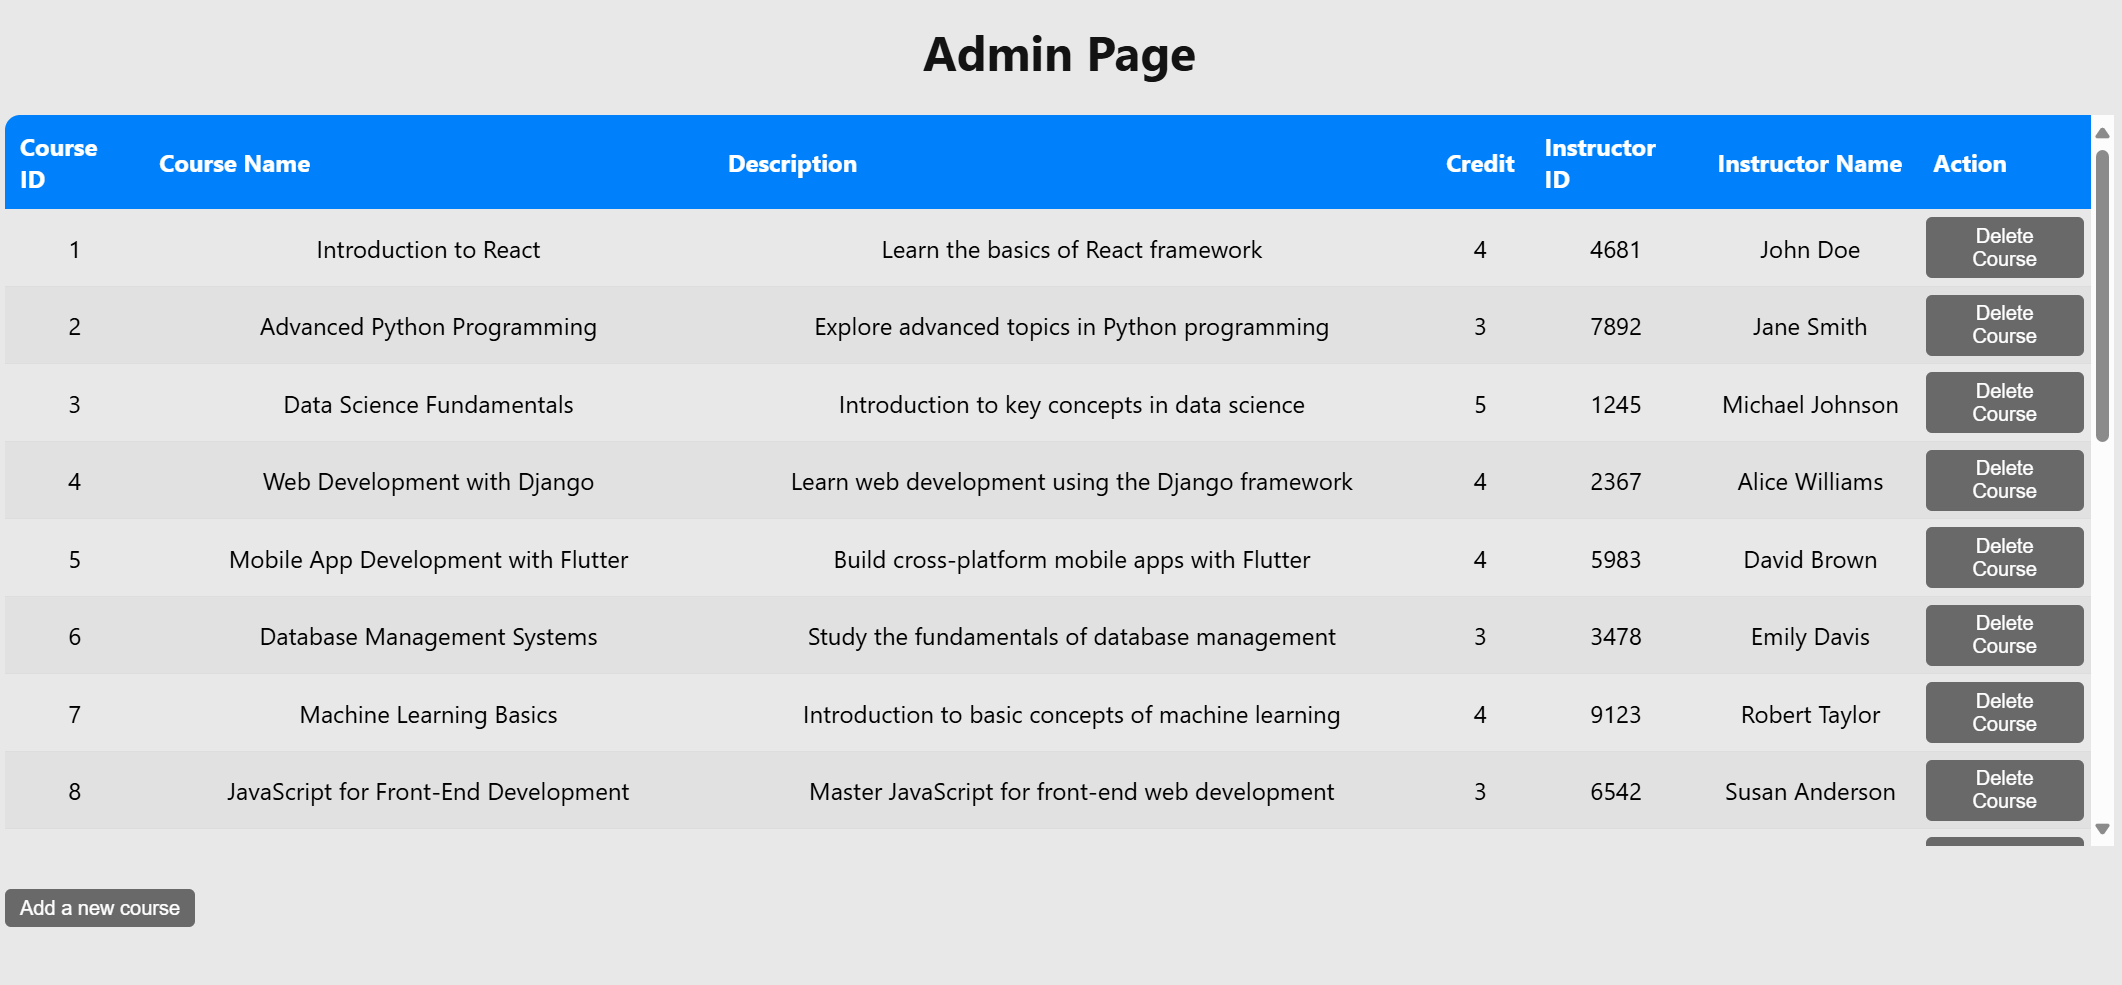 Admin Page
Course ID Course Name Description Credit Instructor ID Instructor Name Action
1 Introduction to React Learn the basics of React framework 4 4681 John Doe Delete Course
2 Advanced Python Programming Explore advanced topics in Python programming 3 7892 Jane Smith Delete Course
3 Data Science Fundamentals Introduction to key concepts in data science 5 1245 Michael Johnson Delete Course
4 Web Development with Django Learn web development using the Django framework 4 2367 Alice Williams Delete Course
5 Mobile App Development with Flutter Build cross-platform mobile apps with Flutter 4 5983 David Brown Delete Course
6 Database Management Systems Study the fundamentals of database management 3 3478 Emily Davis Delete Course
7 Machine Learning Basics Introduction to basic concepts of machine learning 4 9123 Robert Taylor Delete Course
8 JavaScript for Front-End Development Master JavaScript for front-end web development 3 6542 Susan Anderson Delete Course
Add a new course